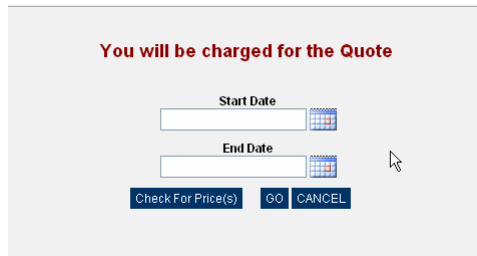 You will be charged for the Quote
Start Date
End Date
Check For Price(s) GO CANCEL